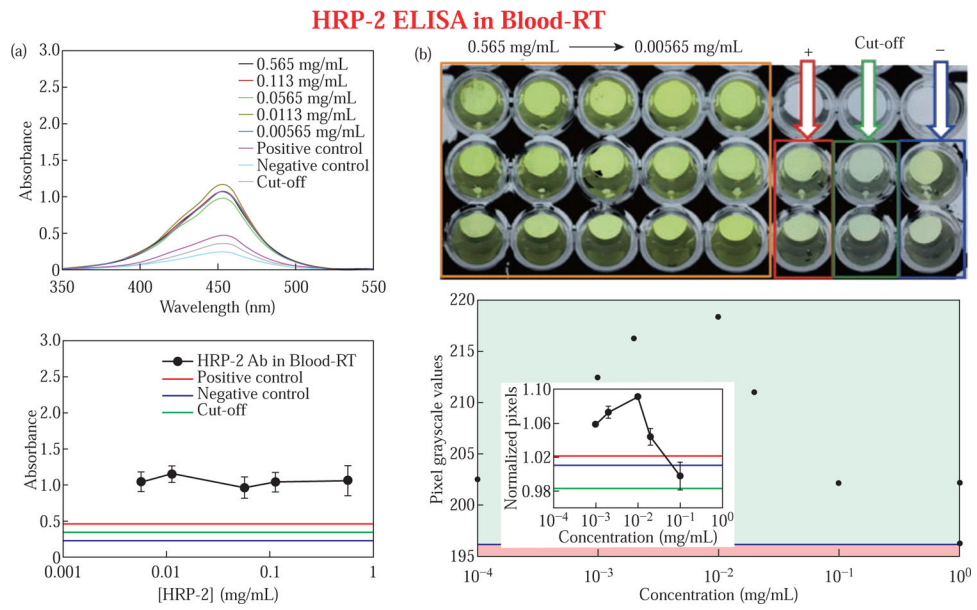 HRP-2 ELISA in Blood-RT
(a)
3.0
2.5
2.0
1.5
1.0
0.5
0
Absorbance
0.565 mg/mL
0.113 mg/mL
0.0565 mg/mL
0.0113 mg/mL
0.00565 mg/mL
Positive control
Negative control
Cut-off
350 400 450 500 550
Wavelength (nm)
3.0
2.5
2.0
1.5
1.0
0.5
0
Absorbance
HRP-2 Ab in Blood-RT
Positive control
Negative control
Cut-off
0.001 0.01 0.1 1
[HRP-2] (mg/mL)
(b)
0.565 mg/mL → 0.00565 mg/mL
+ Cut-off −
220
215
210
205
200
195
Pixel grayscale values
1.10
1.06
1.02
0.98
Normalized pixels
10⁻⁴ 10⁻³ 10⁻² 10⁻¹ 10⁰
Concentration (mg/mL)
10⁻⁴ 10⁻³ 10⁻² 10⁻¹ 10⁰
Concentration (mg/mL)